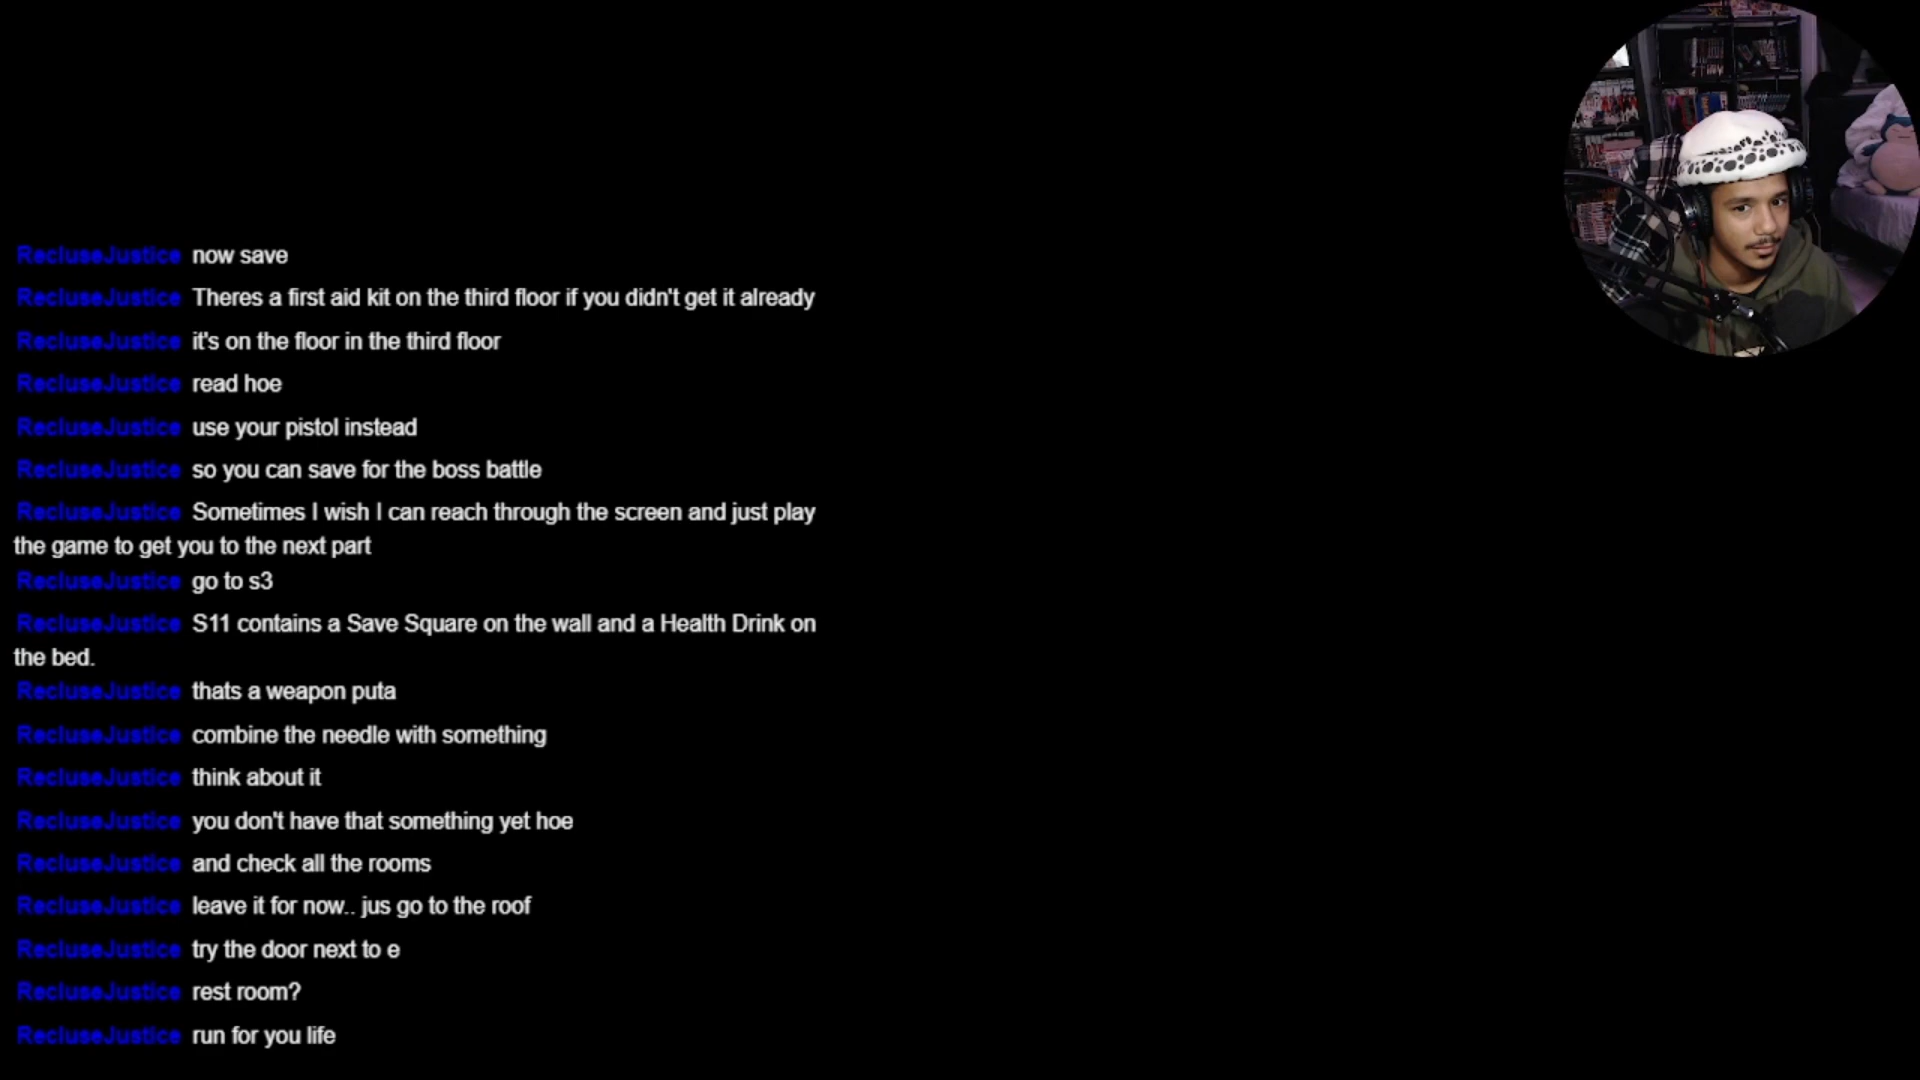 RecluseJustice now save
RecluseJustice Theres a first aid kit on the third floor if you didn't get it already
RecluseJustice it's on the floor in the third floor
RecluseJustice read hoe
RecluseJustice use your pistol instead
RecluseJustice so you can save for the boss battle
RecluseJustice Sometimes I wish I can reach through the screen and just play
the game to get you to the next part
RecluseJustice go to s3
RecluseJustice S11 contains a Save Square on the wall and a Health Drink on
the bed.
RecluseJustice thats a weapon puta
RecluseJustice combine the needle with something
RecluseJustice think about it
RecluseJustice you don't have that something yet hoe
RecluseJustice and check all the rooms
RecluseJustice leave it for now.. jus go to the roof
RecluseJustice try the door next to e
RecluseJustice rest room?
RecluseJustice run for you life